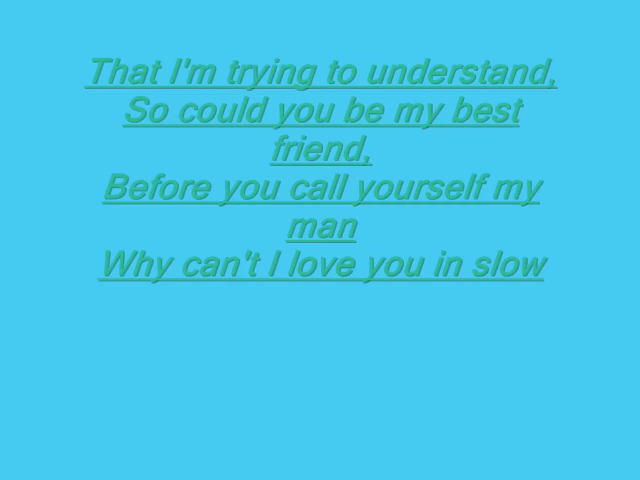 That I'm trying to understand,
So could you be my best
friend,
Before you call yourself my
man
Why can't I love you in slow